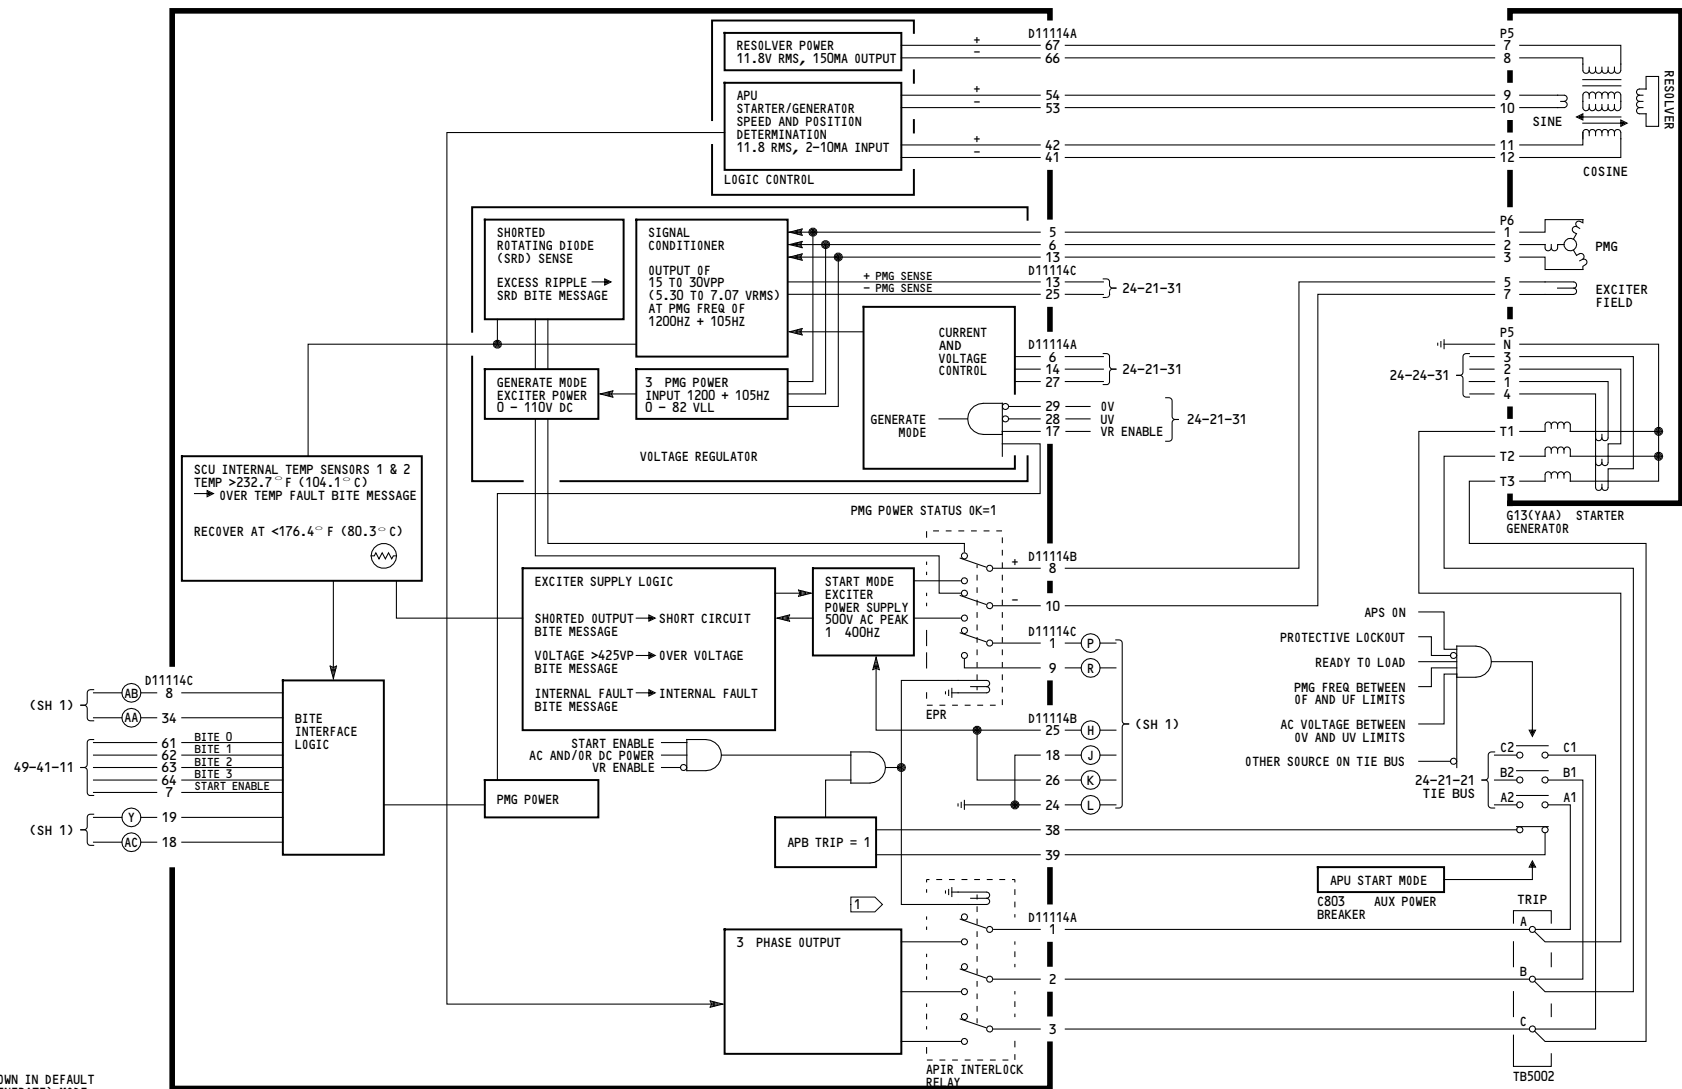 RESOLVER POWER
11.8V RMS, 150MA OUTPUT
APU
STARTER/GENERATOR
SPEED AND POSITION
DETERMINATION
11.8 RMS, 2-10MA INPUT
LOGIC CONTROL
D11114A
+ 67
- 66
+ 54
- 53
+ 42
- 41
P5
7
8
9
10
11
12
SINE
COSINE
RESOLVER
SHORTED
ROTATING DIODE
(SRD) SENSE
EXCESS RIPPLE
SRD BITE MESSAGE
SIGNAL
CONDITIONER
OUTPUT OF
15 TO 30VPP
(5.30 TO 7.07 VRMS)
AT PMG FREQ OF
1200HZ + 105HZ
5
6
13
D11114C
+ PMG SENSE 13
- PMG SENSE 25
24-21-31
P6
1
2
3
PMG
5
7
EXCITER
FIELD
CURRENT
AND
VOLTAGE
CONTROL
D11114A
6
14
27
24-21-31
GENERATE
MODE
29 OV
28 UV
17 VR ENABLE
24-21-31
GENERATE MODE
EXCITER POWER
0 - 110V DC
3 PMG POWER
INPUT 1200 + 105HZ
0 - 82 VLL
VOLTAGE REGULATOR
P5
N
3
2
1
4
24-24-31
T1
T2
T3
G13(YAA) STARTER
GENERATOR
SCU INTERNAL TEMP SENSORS 1 & 2
TEMP >232.7°F (104.1°C)
OVER TEMP FAULT BITE MESSAGE
RECOVER AT <176.4°F (80.3°C)
PMG POWER STATUS OK=1
EXCITER SUPPLY LOGIC
SHORTED OUTPUT SHORT CIRCUIT
BITE MESSAGE
VOLTAGE >425VP OVER VOLTAGE
BITE MESSAGE
INTERNAL FAULT INTERNAL FAULT
BITE MESSAGE
START MODE
EXCITER
POWER SUPPLY
500V AC PEAK
1 400HZ
EPR
D11114B
+ 8
- 10
D11114C
1 P
9 R
D11114B
25 H
18 J
26 K
24 L
(SH 1)
38
39
APS ON
PROTECTIVE LOCKOUT
READY TO LOAD
PMG FREQ BETWEEN
OF AND UF LIMITS
AC VOLTAGE BETWEEN
OV AND UV LIMITS
OTHER SOURCE ON TIE BUS
C2 C1
B2 B1
A2 A1
24-21-21
TIE BUS
APU START MODE
C803 AUX POWER
BREAKER
TRIP
A
B
C
TB5002
D11114C
(SH 1)
AB 8
AA 34
49-41-11
61 BITE 0
62 BITE 1
63 BITE 2
64 BITE 3
7 START ENABLE
(SH 1)
Y 19
AC 18
BITE
INTERFACE
LOGIC
PMG POWER
START ENABLE
AC AND/OR DC POWER
VR ENABLE
APB TRIP = 1
1
3 PHASE OUTPUT
D11114A
1
2
3
APIR INTERLOCK
RELAY
OWN IN DEFAULT